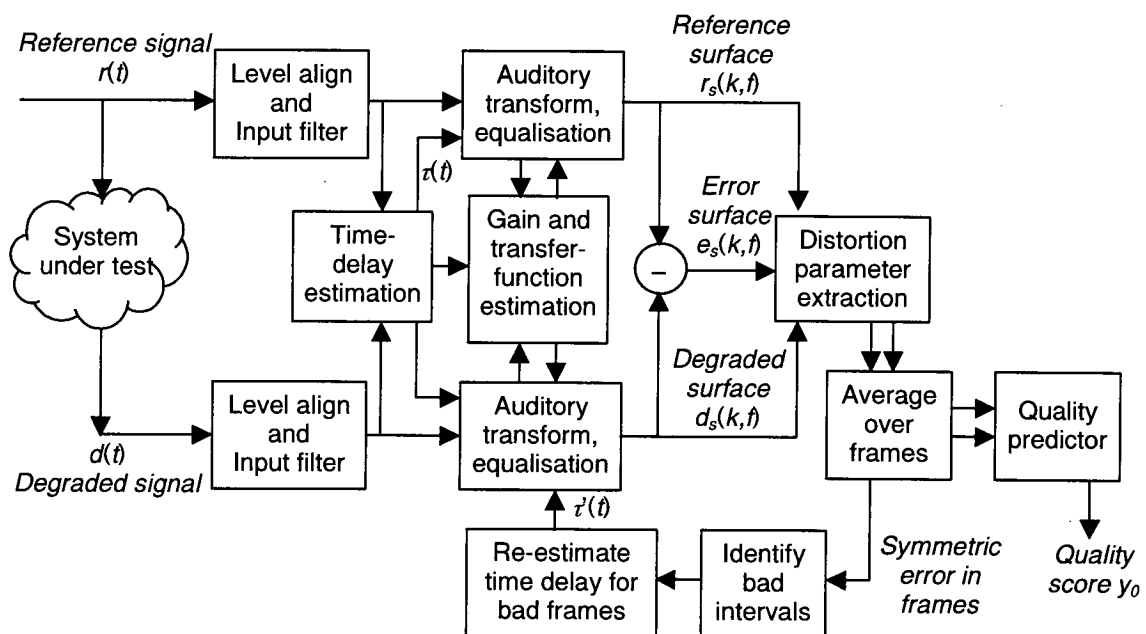 Reference signal
r(t)
Level align
and
Input filter
Auditory
transform,
equalisation
Reference
surface
r_s(k,t)
τ(t)
System
under test
Time-
delay
estimation
Gain and
transfer-
function
estimation
Error
surface
e_s(k,t)
−
Distortion
parameter
extraction
Degraded
surface
d_s(k,t)
d(t)
Degraded signal
Level align
and
Input filter
Auditory
transform,
equalisation
Average
over
frames
Quality
predictor
τ'(t)
Re-estimate
time delay for
bad frames
Identify
bad
intervals
Symmetric
error in
frames
Quality
score y₀